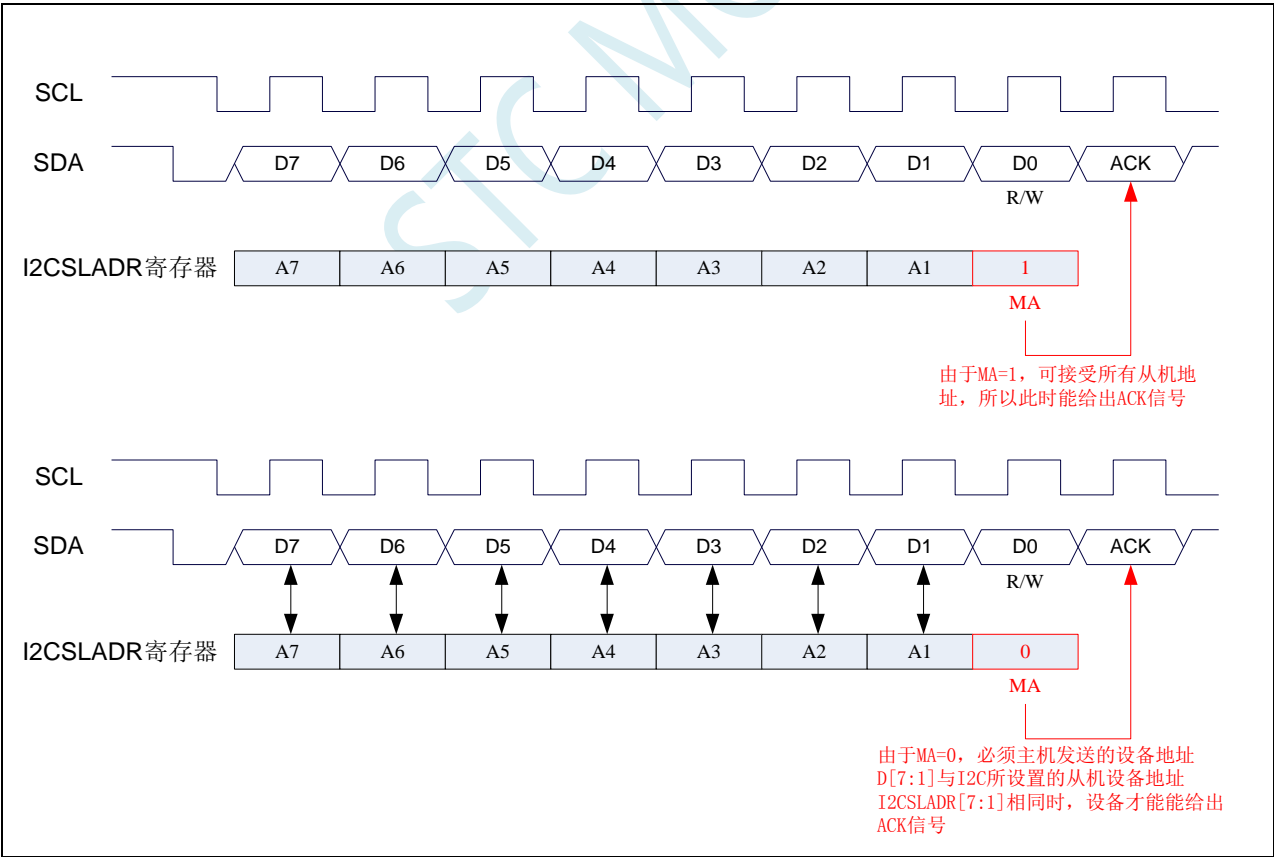 STC MC
SCL
SDA D7 D6 D5 D4 D3 D2 D1 D0 ACK
R/W
I2CSLADR寄存器 A7 A6 A5 A4 A3 A2 A1 1
MA
由于MA=1，可接受所有从机地
址，所以此时能给出ACK信号
SCL
SDA D7 D6 D5 D4 D3 D2 D1 D0 ACK
R/W
I2CSLADR寄存器 A7 A6 A5 A4 A3 A2 A1 0
MA
由于MA=0，必须主机发送的设备地址
D[7:1]与I2C所设置的从机设备地址
I2CSLADR[7:1]相同时，设备才能能给出
ACK信号